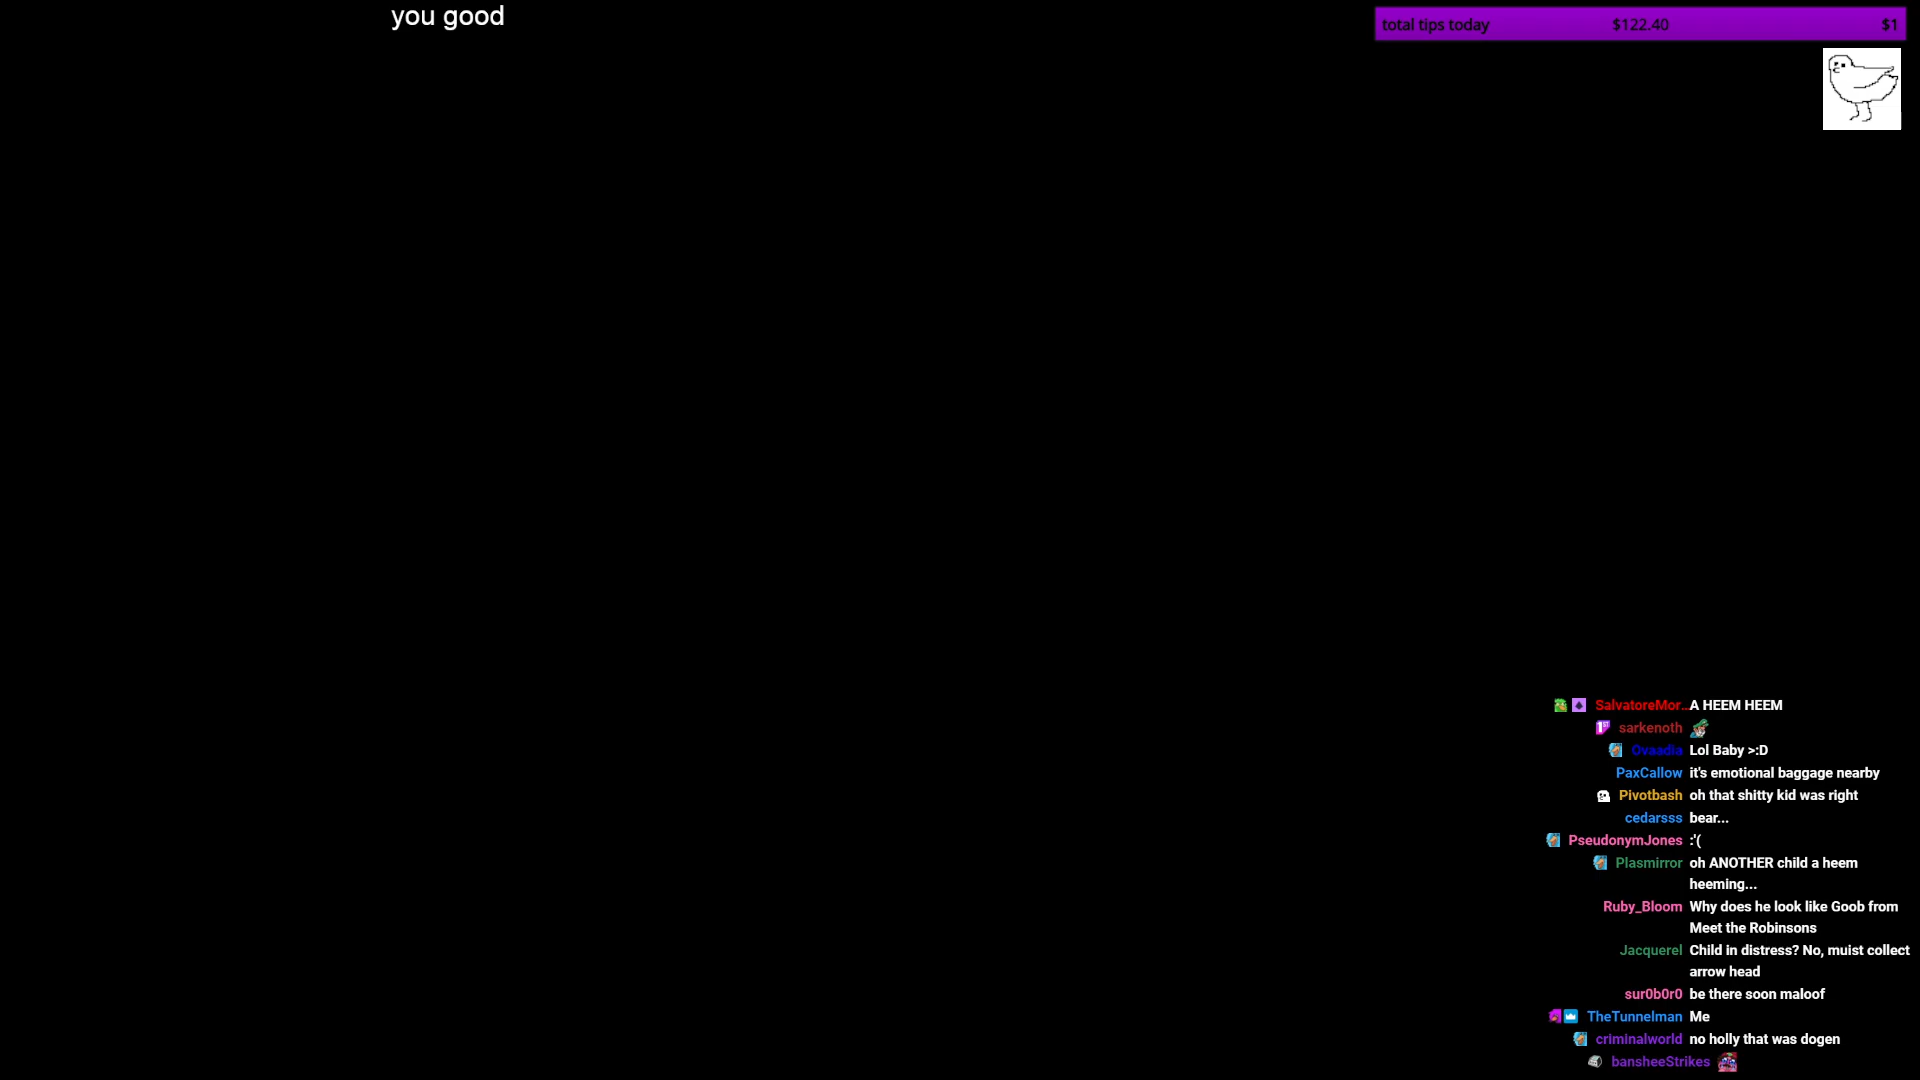 you good
total tips today $122.40 $1
SalvatoreMor... A HEEM HEEM
sarkenoth
Ovaadia Lol Baby >:D
PaxCallow it's emotional baggage nearby
Pivotbash oh that shitty kid was right
cedarsss bear...
PseudonymJones :'(
Plasmirror oh ANOTHER child a heem
heeming...
Ruby_Bloom Why does he look like Goob from
Meet the Robinsons
Jacquerel Child in distress? No, muist collect
arrow head
sur0b0r0 be there soon maloof
TheTunnelman Me
criminalworld no holly that was dogen
bansheeStrikes